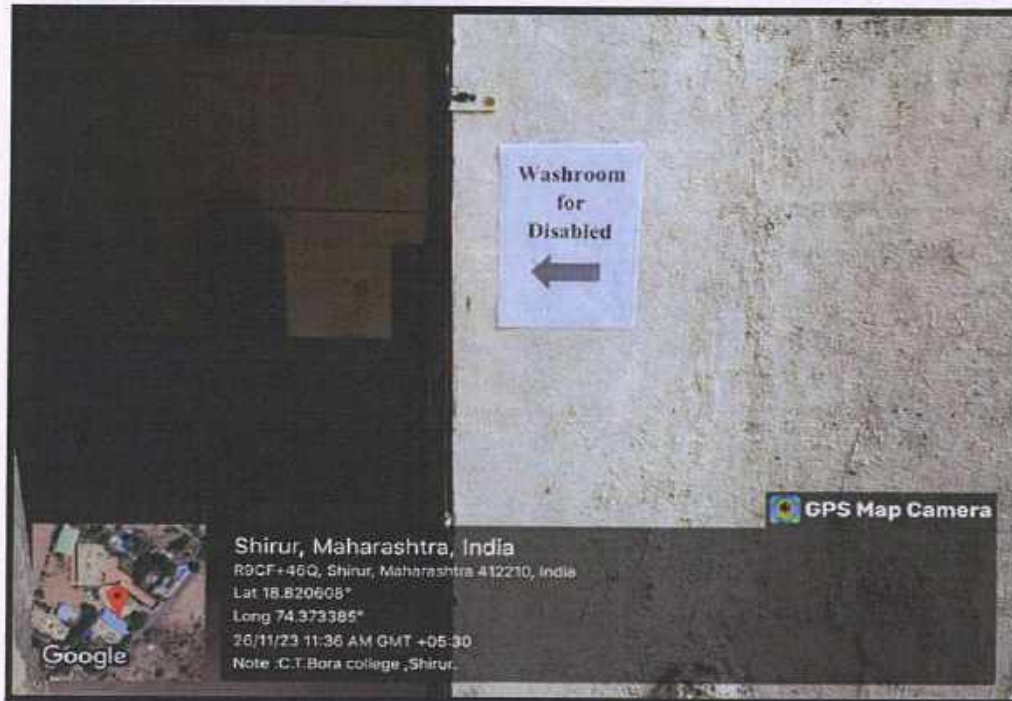 Washroom
for
Disabled
GPS Map Camera
Shirur, Maharashtra, India
R9CF+46Q, Shirur, Maharashtra 412210, India
Lat 18.820608°
Long 74.373385°
26/11/23 11:36 AM GMT +05:30
Note :C.T.Bora college ,Shirur.
Google